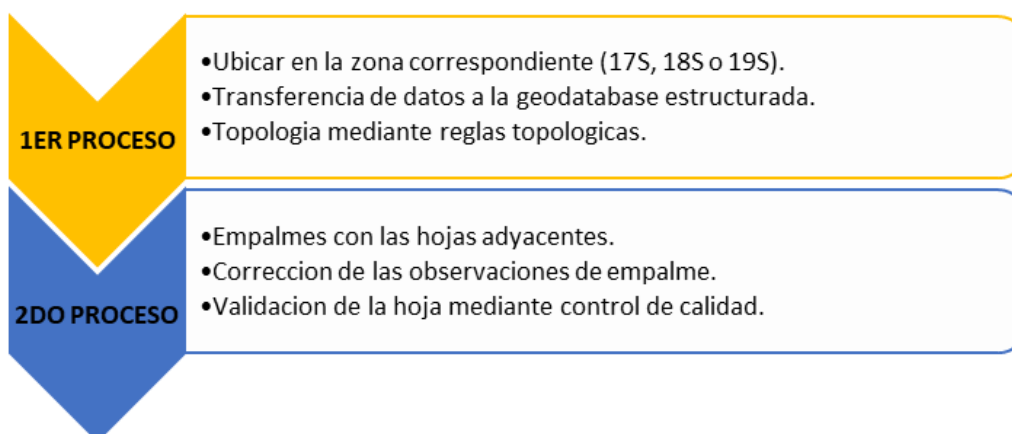 1ER PROCESO
•Ubicar en la zona correspondiente (17S, 18S o 19S).
•Transferencia de datos a la geodatabase estructurada.
•Topologia mediante reglas topologicas.
2DO PROCESO
•Empalmes con las hojas adyacentes.
•Correccion de las observaciones de empalme.
•Validacion de la hoja mediante control de calidad.